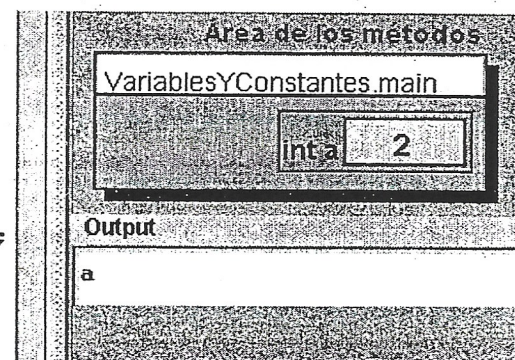 Área de los métodos
VariablesYConstantes.main
int a 2
Output
a